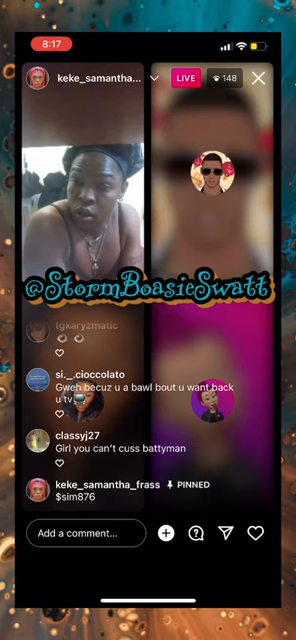 8:17
keke_samantha...
LIVE
148
@StormBoasieSwatt
tgkaryzmatic
si._.cioccolato
Gweh becuz u a bawl bout u want back
u tv
classyj27
Girl you can't cuss battyman
keke_samantha_frass PINNED
$sim876
Add a comment...